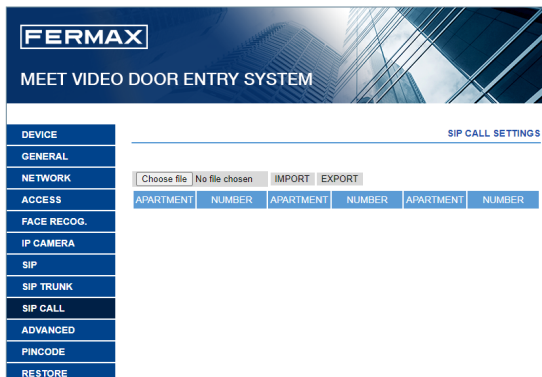 FERMAX
MEET VIDEO DOOR ENTRY SYSTEM
DEVICE
GENERAL
NETWORK
ACCESS
FACE RECOG.
IP CAMERA
SIP
SIP TRUNK
SIP CALL
ADVANCED
PINCODE
RESTORE
SIP CALL SETTINGS
Choose file No file chosen IMPORT EXPORT
APARTMENT NUMBER APARTMENT NUMBER APARTMENT NUMBER